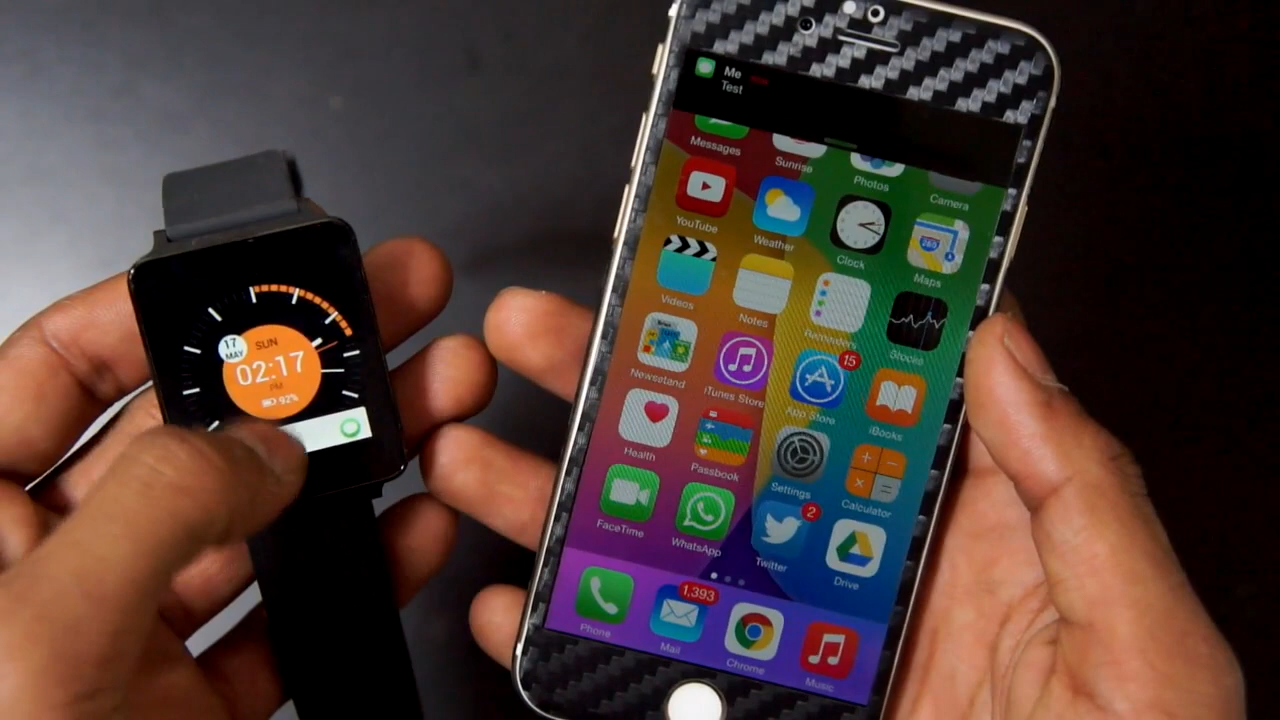 17
MAY
SUN
02:17
PM
92%
Me
Test
Messages
Sunrise
Photos
Camera
YouTube
Weather
Clock
Maps
280
Videos
Notes
Reminders
Stocks
Newsstand
iTunes Store
15
App Store
iBooks
Health
Passbook
Settings
Calculator
FaceTime
WhatsApp
2
Twitter
Drive
Phone
1,393
Mail
Chrome
Music